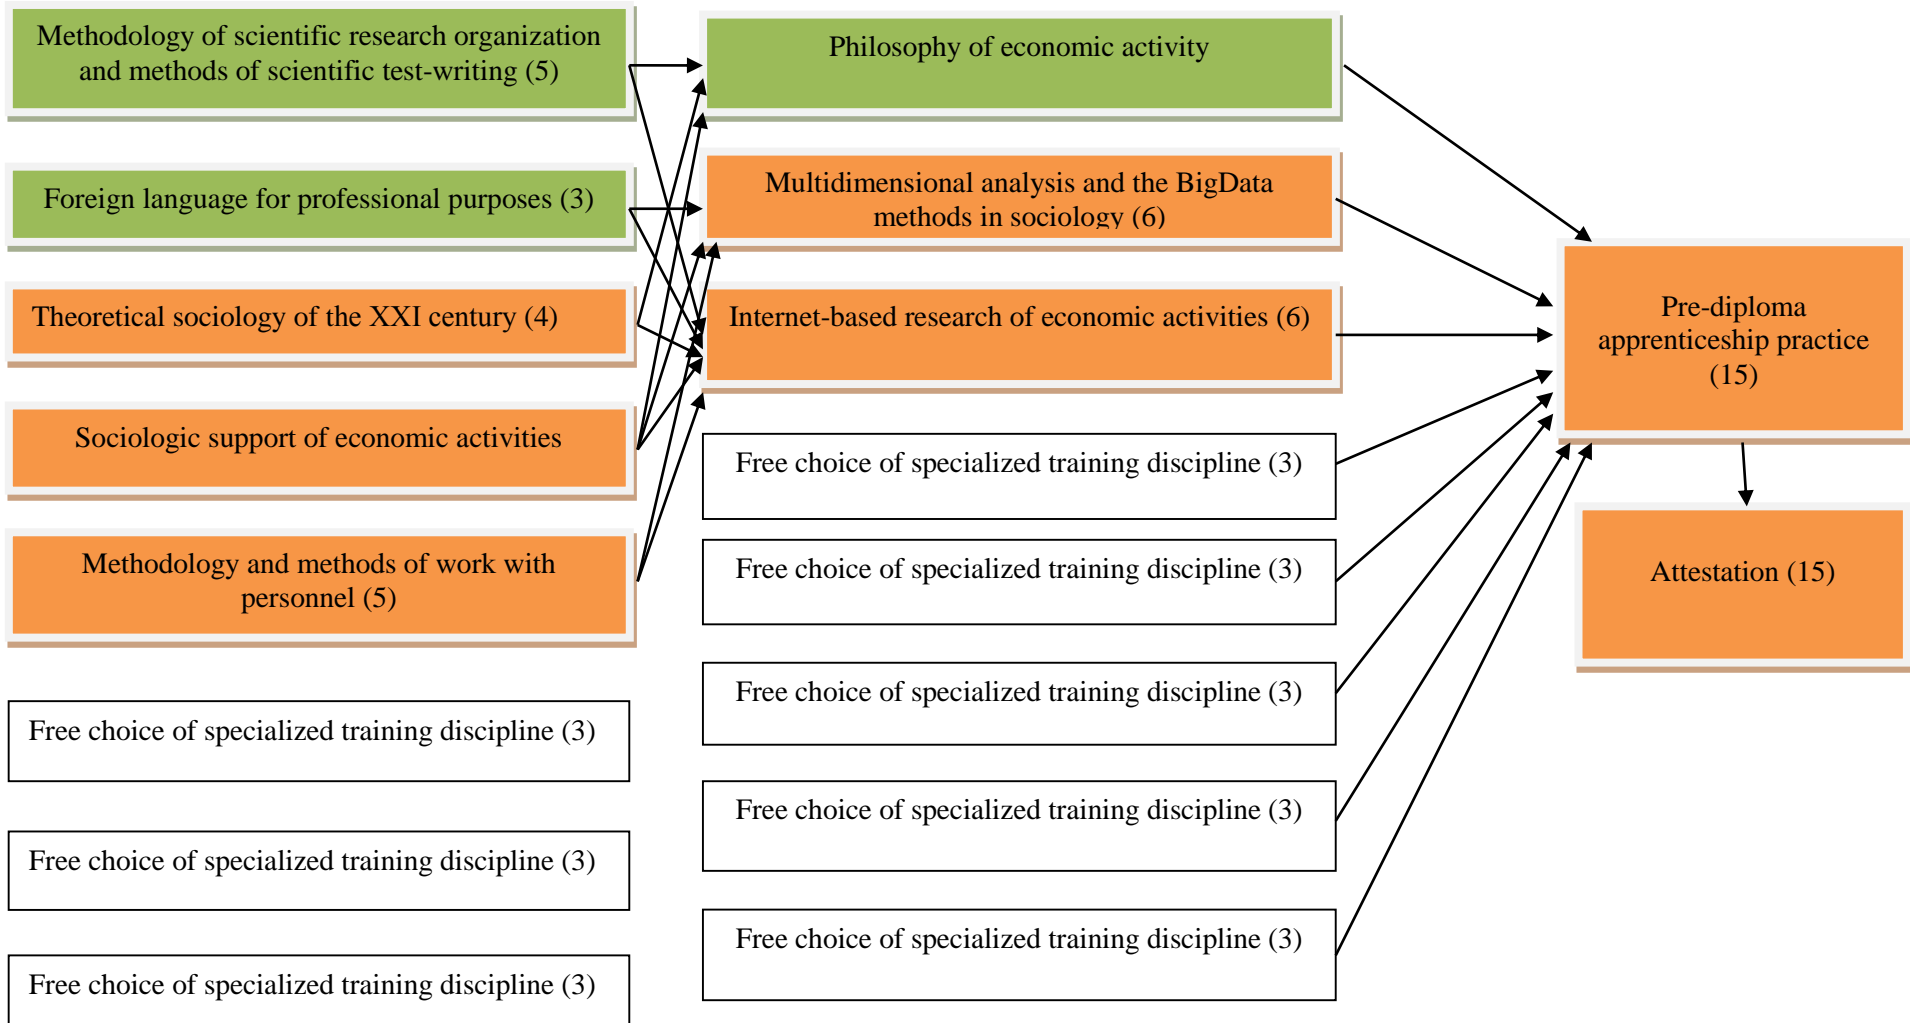 Methodology of scientific research organization
and methods of scientific test-writing (5)
Foreign language for professional purposes (3)
Theoretical sociology of the XXI century (4)
Sociologic support of economic activities
Methodology and methods of work with
personnel (5)
Free choice of specialized training discipline (3)
Free choice of specialized training discipline (3)
Free choice of specialized training discipline (3)
Philosophy of economic activity
Multidimensional analysis and the BigData
methods in sociology (6)
Internet-based research of economic activities (6)
Free choice of specialized training discipline (3)
Free choice of specialized training discipline (3)
Free choice of specialized training discipline (3)
Free choice of specialized training discipline (3)
Free choice of specialized training discipline (3)
Pre-diploma
apprenticeship practice
(15)
Attestation (15)